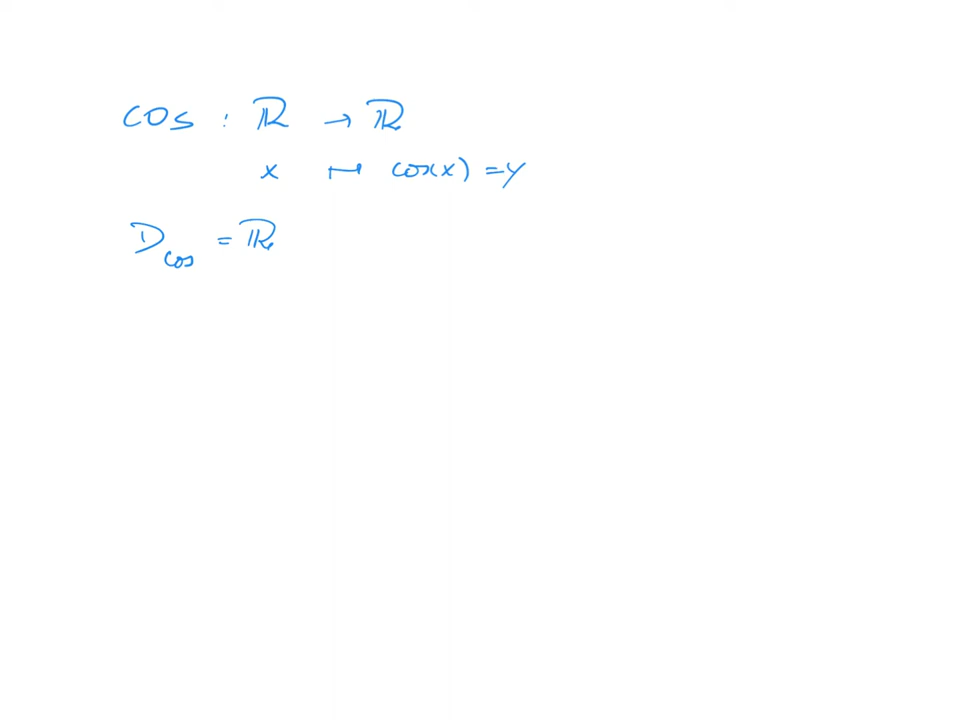 cos : ℝ → ℝ
x ↦ cos(x) = y
D_cos = ℝ